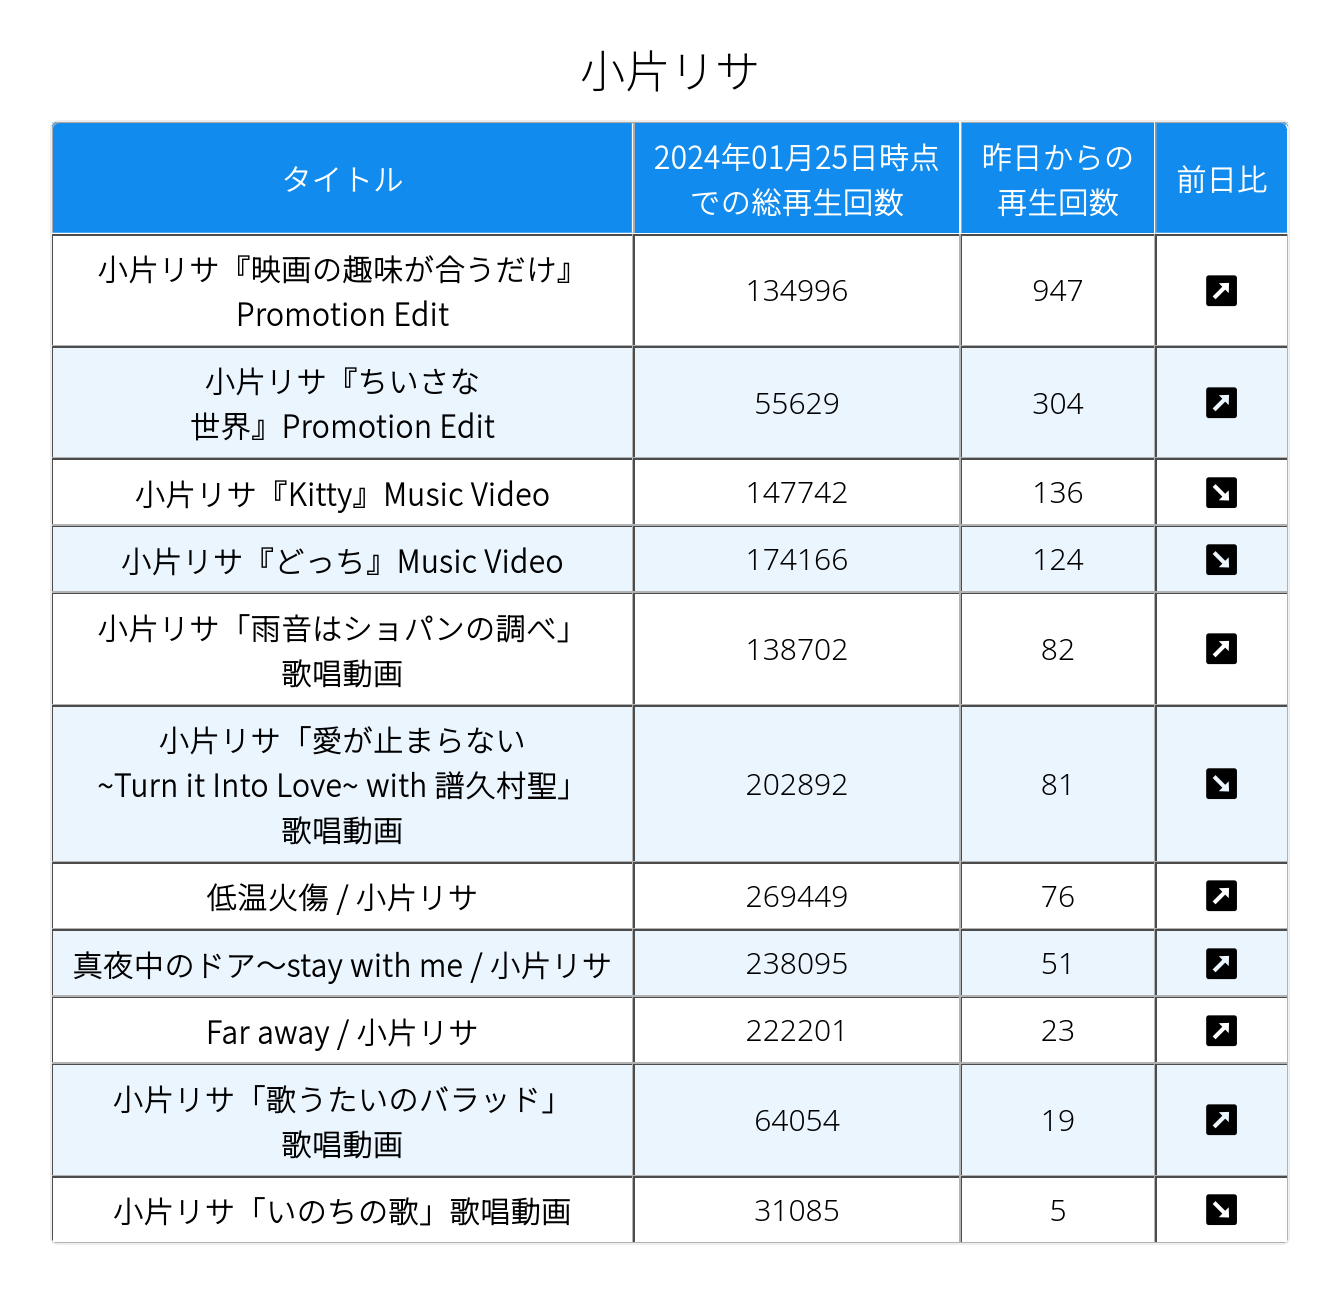 小片リサ
タイトル
2024年01月25日時点
での総再生回数
昨日からの
再生回数
前日比
小片リサ『映画の趣味が合うだけ』
Promotion Edit
134996
947
小片リサ『ちいさな
世界』Promotion Edit
55629
304
小片リサ『Kitty』Music Video
147742
136
小片リサ『どっち』Music Video
174166
124
小片リサ「雨音はショパンの調べ」
歌唱動画
138702
82
小片リサ「愛が止まらない
~Turn it Into Love~ with 譜久村聖」
歌唱動画
202892
81
低温火傷 / 小片リサ
269449
76
真夜中のドア〜stay with me / 小片リサ
238095
51
Far away / 小片リサ
222201
23
小片リサ「歌うたいのバラッド」
歌唱動画
64054
19
小片リサ「いのちの歌」歌唱動画
31085
5